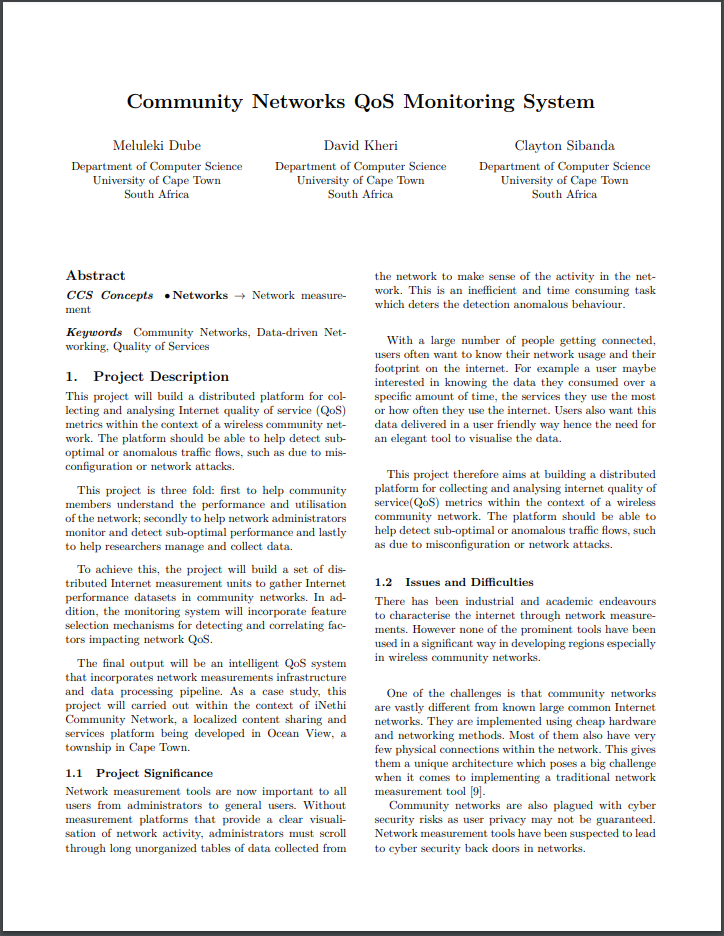 Community Networks QoS Monitoring System
Meluleki Dube
Department of Computer Science
University of Cape Town
South Africa
David Kheri
Department of Computer Science
University of Cape Town
South Africa
Clayton Sibanda
Department of Computer Science
University of Cape Town
South Africa
Abstract
CCS Concepts • Networks → Network measure-
ment
Keywords Community Networks, Data-driven Net-
working, Quality of Services
1. Project Description
This project will build a distributed platform for col-
lecting and analysing Internet quality of service (QoS)
metrics within the context of a wireless community net-
work. The platform should be able to help detect sub-
optimal or anomalous traffic flows, such as due to mis-
configuration or network attacks.
This project is three fold: first to help community
members understand the performance and utilisation
of the network; secondly to help network administrators
monitor and detect sub-optimal performance and lastly
to help researchers manage and collect data.
To achieve this, the project will build a set of dis-
tributed Internet measurement units to gather Internet
performance datasets in community networks. In ad-
dition, the monitoring system will incorporate feature
selection mechanisms for detecting and correlating fac-
tors impacting network QoS.
The final output will be an intelligent QoS system
that incorporates network measurements infrastructure
and data processing pipeline. As a case study, this
project will carried out within the context of iNethi
Community Network, a localized content sharing and
services platform being developed in Ocean View, a
township in Cape Town.
1.1 Project Significance
Network measurement tools are now important to all
users from administrators to general users. Without
measurement platforms that provide a clear visuali-
sation of network activity, administrators must scroll
through long unorganized tables of data collected from
the network to make sense of the activity in the net-
work. This is an inefficient and time consuming task
which deters the detection anomalous behaviour.
With a large number of people getting connected,
users often want to know their network usage and their
footprint on the internet. For example a user maybe
interested in knowing the data they consumed over a
specific amount of time, the services they use the most
or how often they use the internet. Users also want this
data delivered in a user friendly way hence the need for
an elegant tool to visualise the data.
This project therefore aims at building a distributed
platform for collecting and analysing internet quality of
service(QoS) metrics within the context of a wireless
community network. The platform should be able to
help detect sub-optimal or anomalous traffic flows, such
as due to misconfiguration or network attacks.
1.2 Issues and Difficulties
There has been industrial and academic endeavours
to characterise the internet through network measure-
ments. However none of the prominent tools have been
used in a significant way in developing regions especially
in wireless community networks.
One of the challenges is that community networks
are vastly different from known large common Internet
networks. They are implemented using cheap hardware
and networking methods. Most of them also have very
few physical connections within the network. This gives
them a unique architecture which poses a big challenge
when it comes to implementing a traditional network
measurement tool [9].
Community networks are also plagued with cyber
security risks as user privacy may not be guaranteed.
Network measurement tools have been suspected to lead
to cyber security back doors in networks.